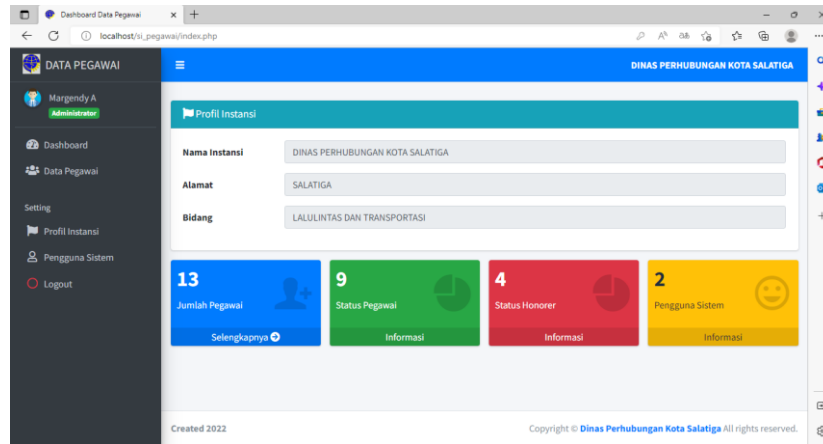 Dashboard Data Pegawai
localhost/si_pegawai/index.php
DATA PEGAWAI
DINAS PERHUBUNGAN KOTA SALATIGA
Margendy A
Administrator
Profil Instansi
Dashboard
Nama Instansi DINAS PERHUBUNGAN KOTA SALATIGA
Data Pegawai
Alamat SALATIGA
Setting
Bidang LALULINTAS DAN TRANSPORTASI
Profil Instansi
Pengguna Sistem
Logout
13 9 4 2
Jumlah Pegawai Status Pegawai Status Honorer Pengguna Sistem
Selengkapnya Informasi Informasi Informasi
Created 2022 Copyright © Dinas Perhubungan Kota Salatiga All rights reserved.